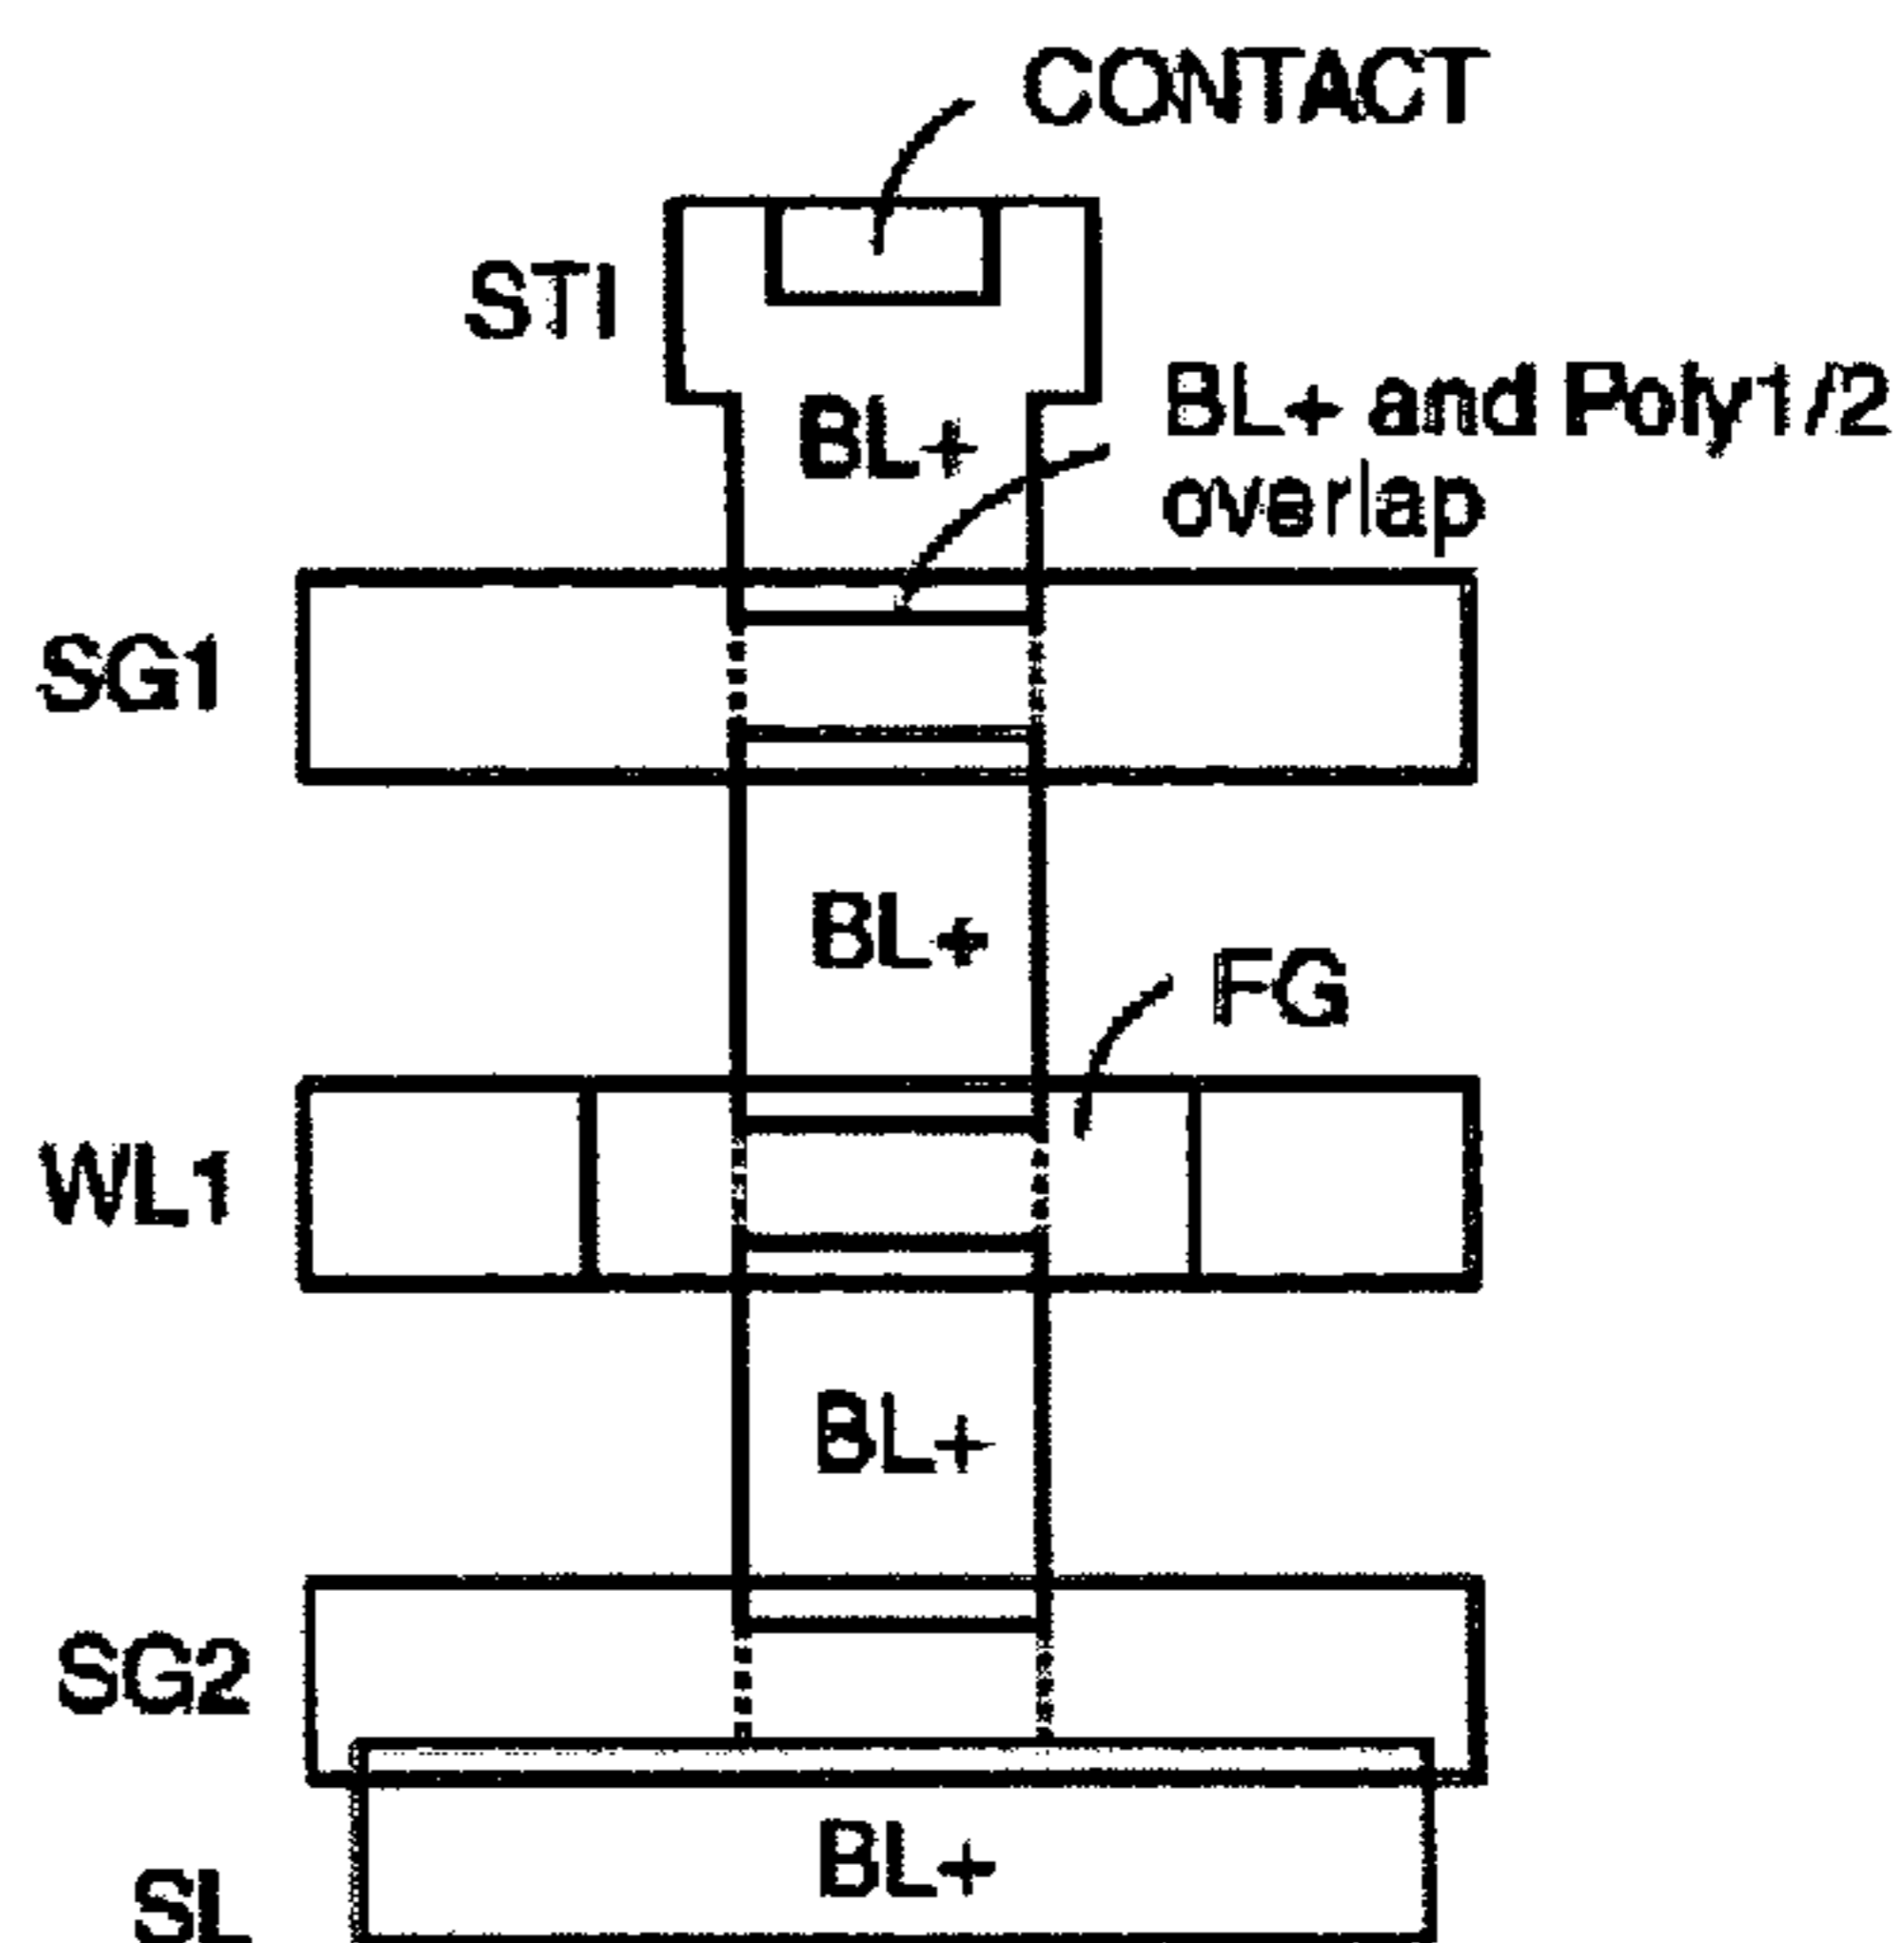 CONTACT
STI
BL+
BL+ and Poly1/2
overlap
SG1
BL+
FG
WL1
BL+
SG2
BL+
SL